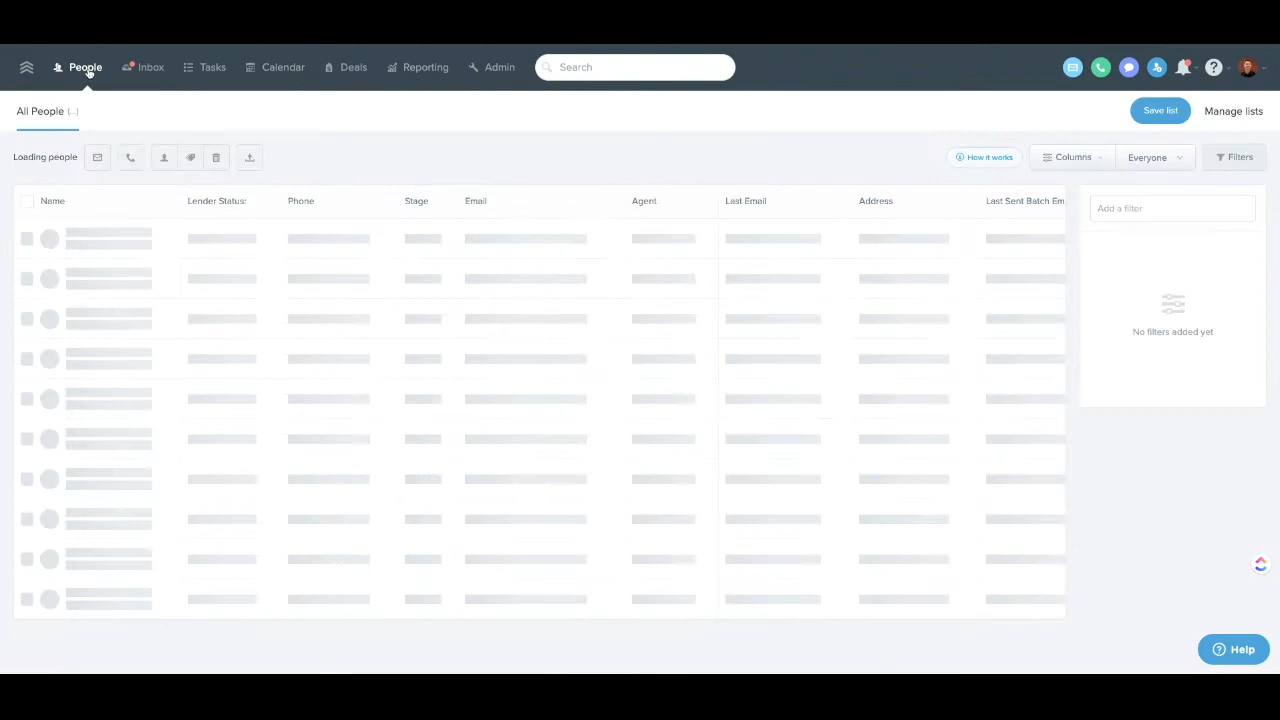 People Inbox Tasks Calendar Deals Reporting Admin Search
All People (...) Save list Manage lists
Loading people How it works Columns Everyone Filters
Name Lender Status: Phone Stage Email Agent Last Email Address Last Sent Batch Em
Add a filter
No filters added yet
Help